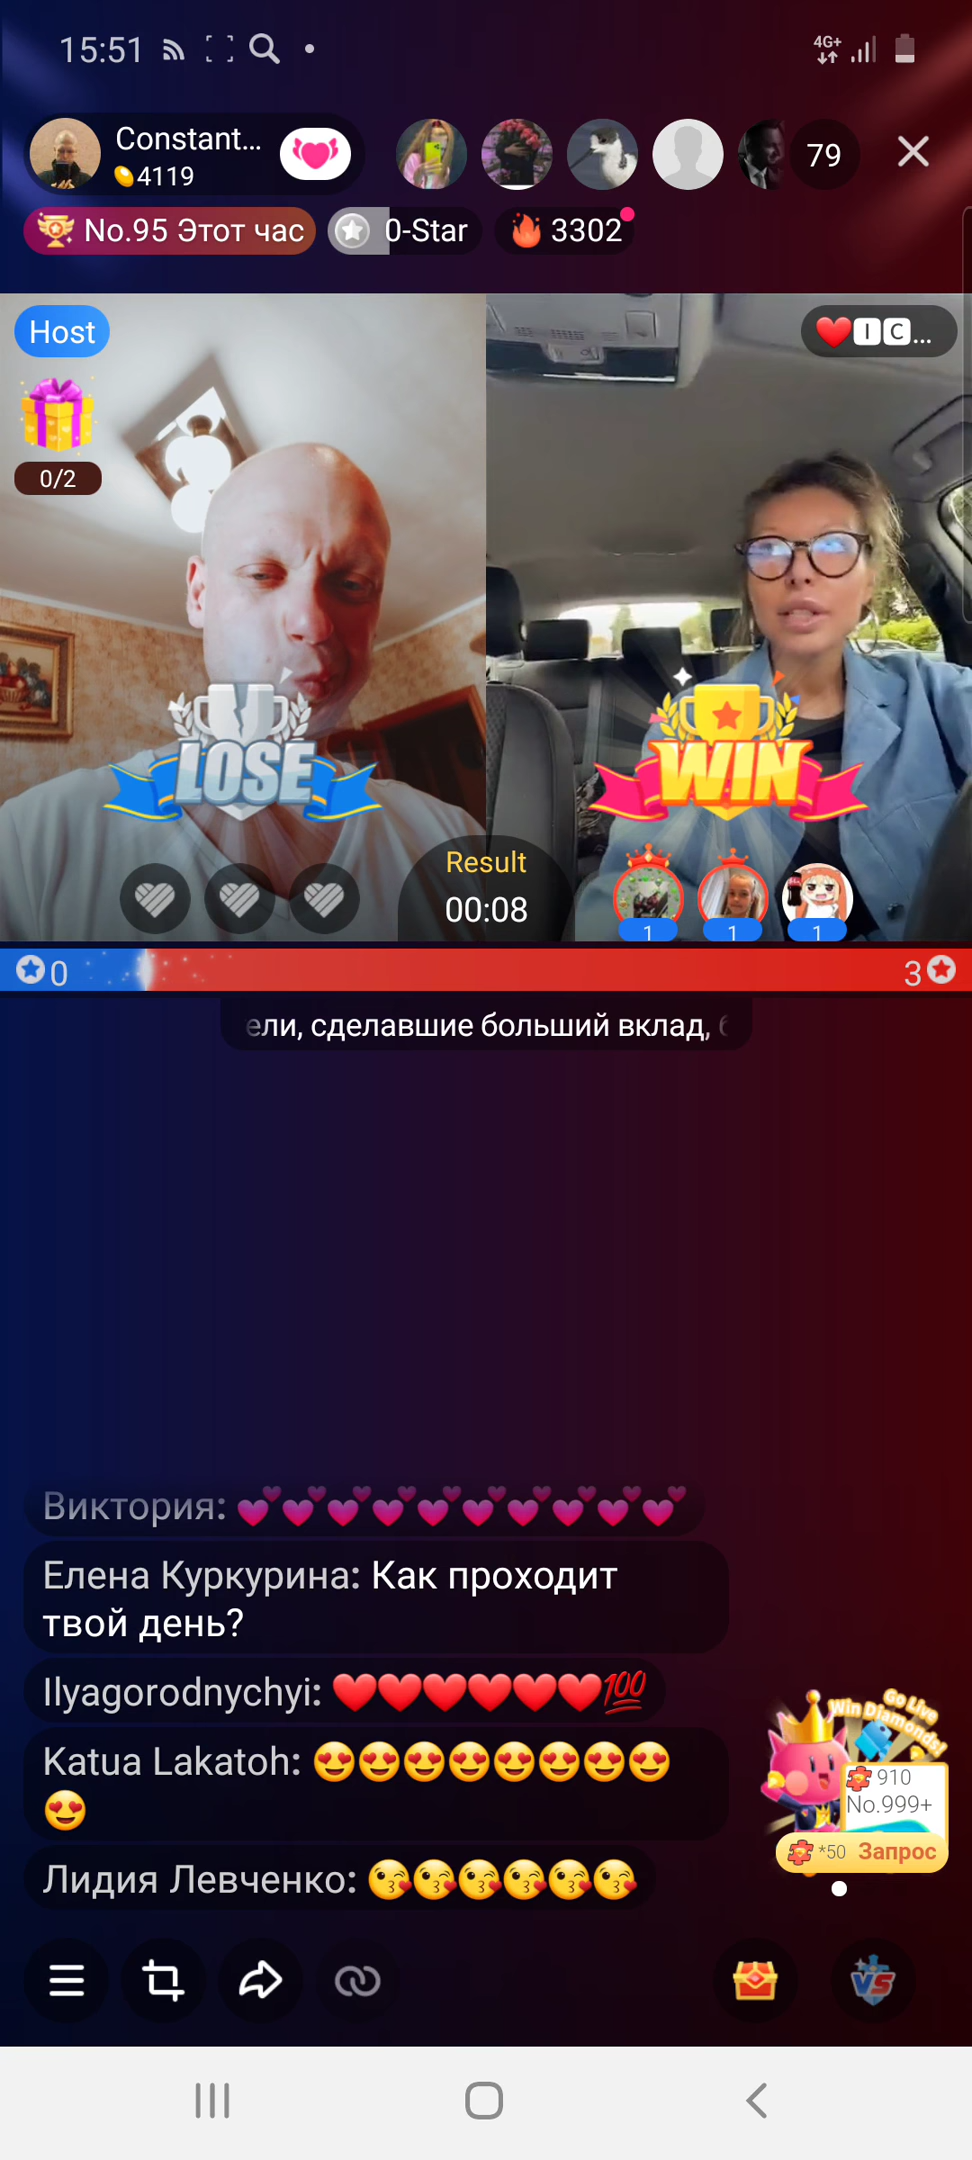 15:51
4G+
Constant...
4119
79
No.95 Этот час
0-Star
3302
Host
IC...
0/2
LOSE
WIN
Result
00:08
1
1
1
0
3
ели, сделавшие больший вклад,
Виктория: 💕💕💕💕💕💕💕💕💕💕
Елена Куркурина: Как проходит
твой день?
Ilyagorodnychyi: ❤️❤️❤️❤️❤️❤️💯
Katua Lakatoh: 😍😍😍😍😍😍😍😍
😍
Лидия Левченко: 😘😘😘😘😘😘
Go Live
Win Diamonds!
910
No.999+
*50 Запрос
VS